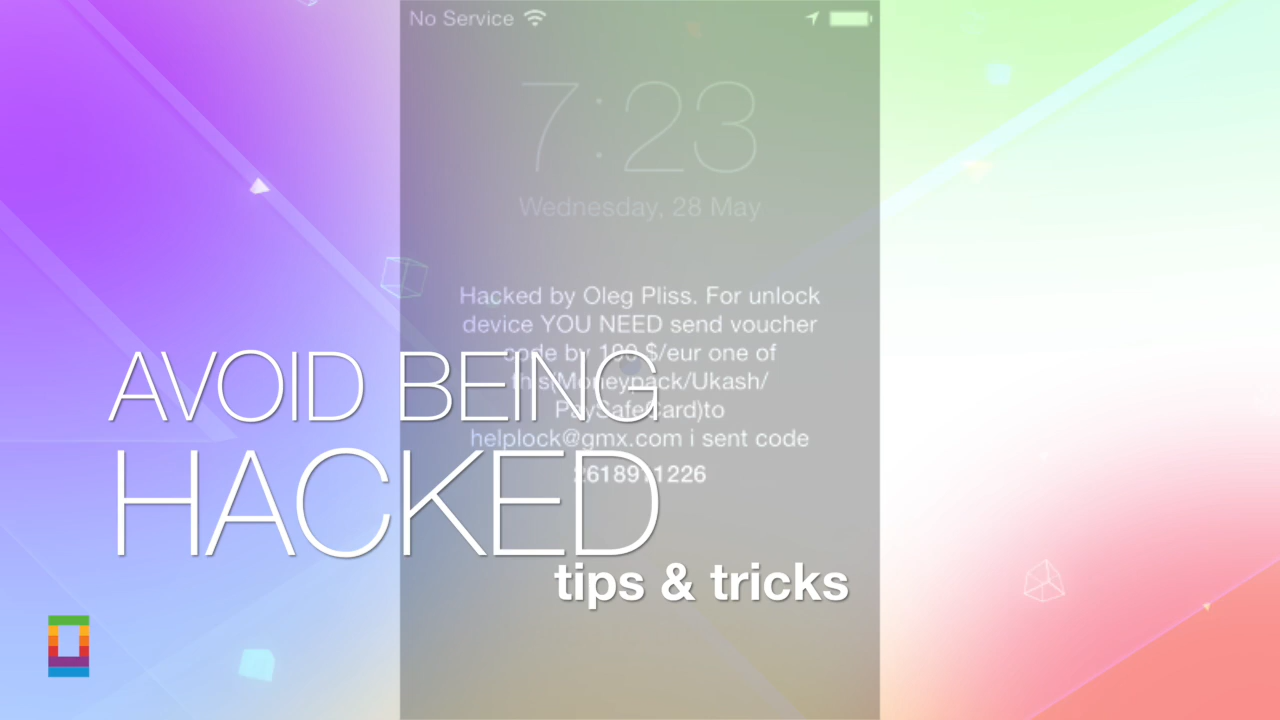 No Service
7:23
Wednesday, 28 May
Hacked by Oleg Pliss. For unlock
device YOU NEED send voucher
code by 100 $/eur one of
this(Moneypack/Ukash/
PaySafeCard)to
helplock@gmx.com i sent code
AVOID BEING
HACKED
tips & tricks